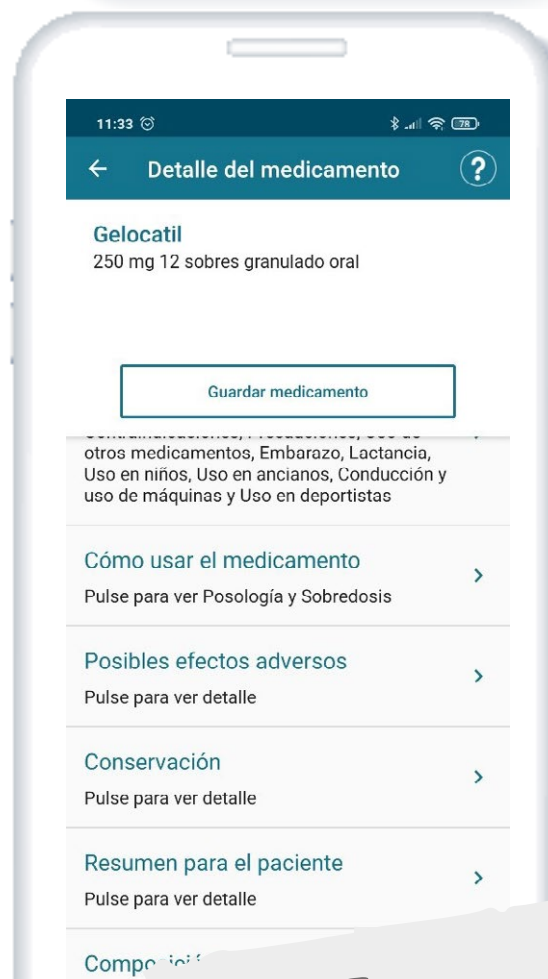 11:33
78
Detalle del medicamento
?
Gelocatil
250 mg 12 sobres granulado oral
Guardar medicamento
otros medicamentos, Embarazo, Lactancia,
Uso en niños, Uso en ancianos, Conducción y
uso de máquinas y Uso en deportistas
Cómo usar el medicamento
Pulse para ver Posología y Sobredosis
Posibles efectos adversos
Pulse para ver detalle
Conservación
Pulse para ver detalle
Resumen para el paciente
Pulse para ver detalle